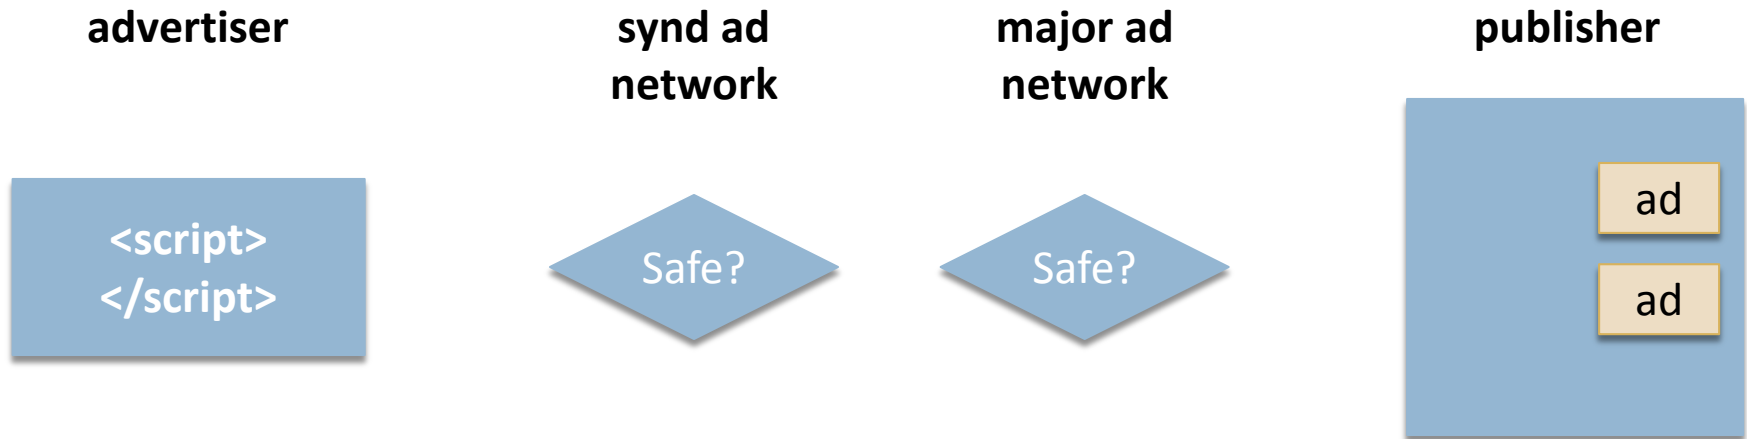 advertiser
synd ad
network
major ad
network
publisher
<script>
</script>
Safe?
Safe?
ad
ad